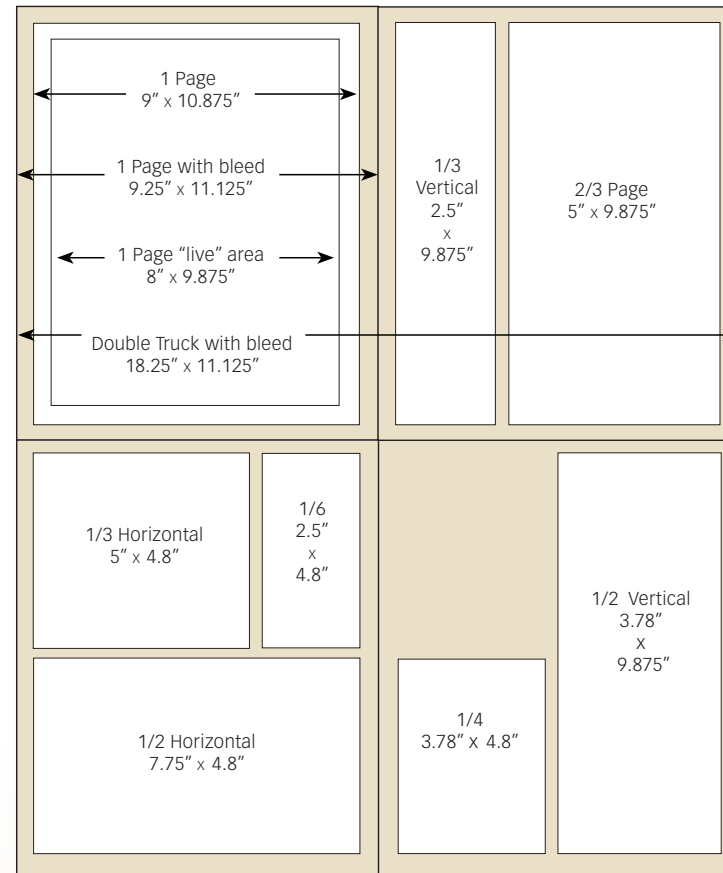 1 Page
9” x 10.875”
1 Page with bleed
9.25” x 11.125”
1 Page “live” area
8” x 9.875”
Double Truck with bleed
18.25” x 11.125”
1/3
Vertical
2.5”
x
9.875”
2/3 Page
5” x 9.875”
1/3 Horizontal
5” x 4.8”
1/6
2.5”
x
4.8”
1/2 Horizontal
7.75” x 4.8”
1/4
3.78” x 4.8”
1/2 Vertical
3.78”
x
9.875”